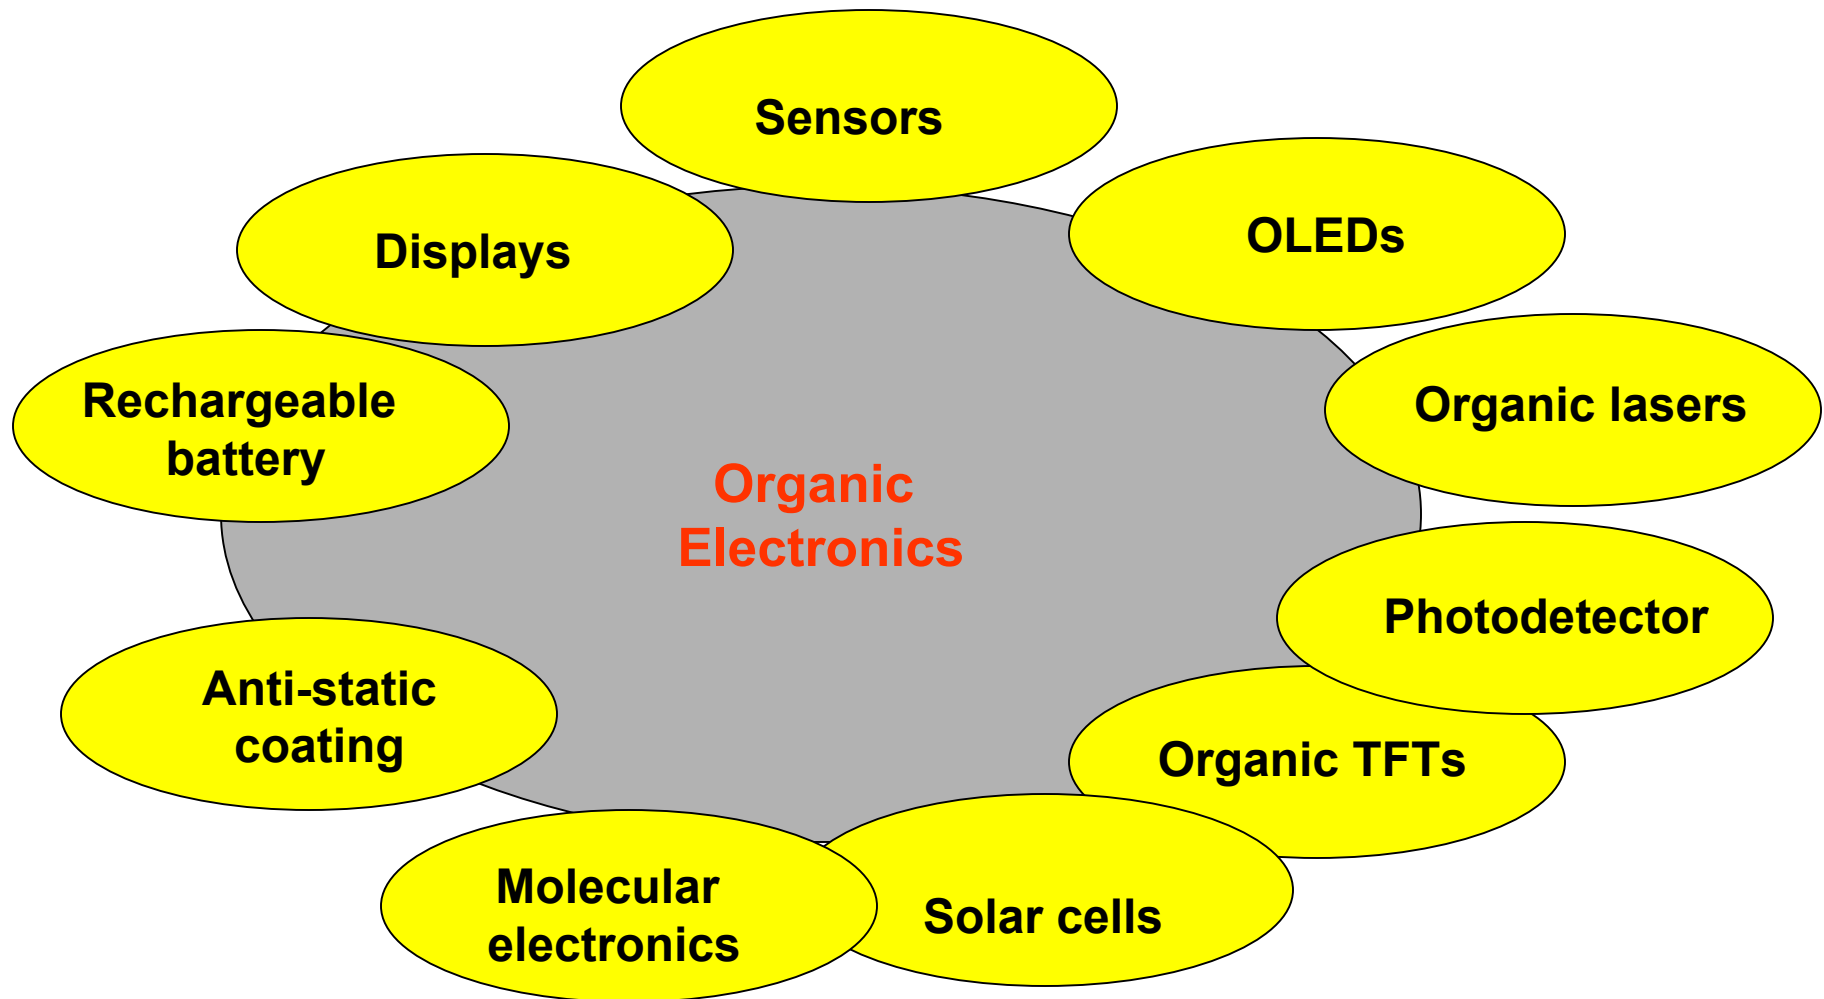 Sensors
OLEDs
Displays
Organic lasers
Rechargeable
battery
Organic
Electronics
Photodetector
Anti-static
coating
Organic TFTs
Molecular
electronics
Solar cells